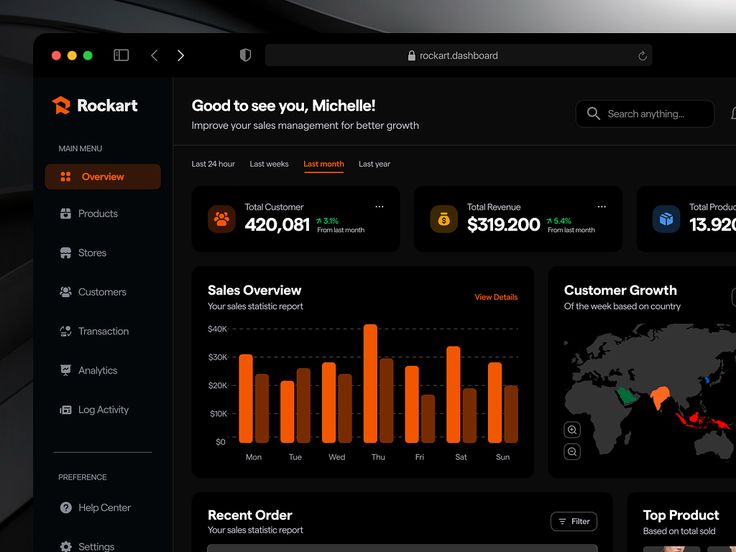 rockart.dashboard
Rockart
MAIN MENU
Overview
Products
Stores
Customers
Transaction
Analytics
Log Activity
PREFERENCE
Help Center
Settings
Good to see you, Michelle!
Improve your sales management for better growth
Search anything...
Last 24 hour
Last weeks
Last month
Last year
Total Customer
420,081
3.1%
From last month
Total Revenue
$319.200
5.4%
From last month
Total Produc
13.920
Sales Overview
Your sales statistic report
View Details
$40K
$30K
$20K
$10K
$0
Mon Tue Wed Thu Fri Sat Sun
Customer Growth
Of the week based on country
Recent Order
Your sales statistic report
Filter
Top Product
Based on total sold